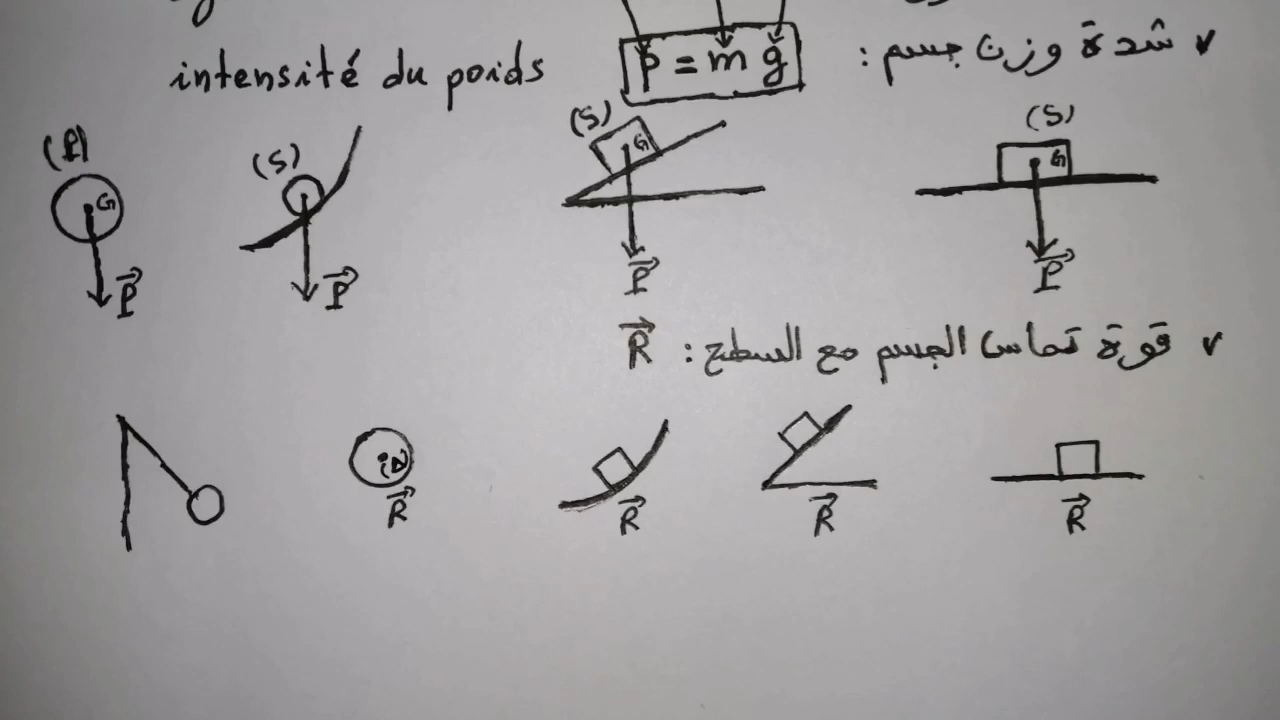 شدة وزن جسم : P = m g intensité du poids
(S) (S) (S) (P)
G G G
P P P P
قوة تماس الجسم مع السطح : R
R R R R